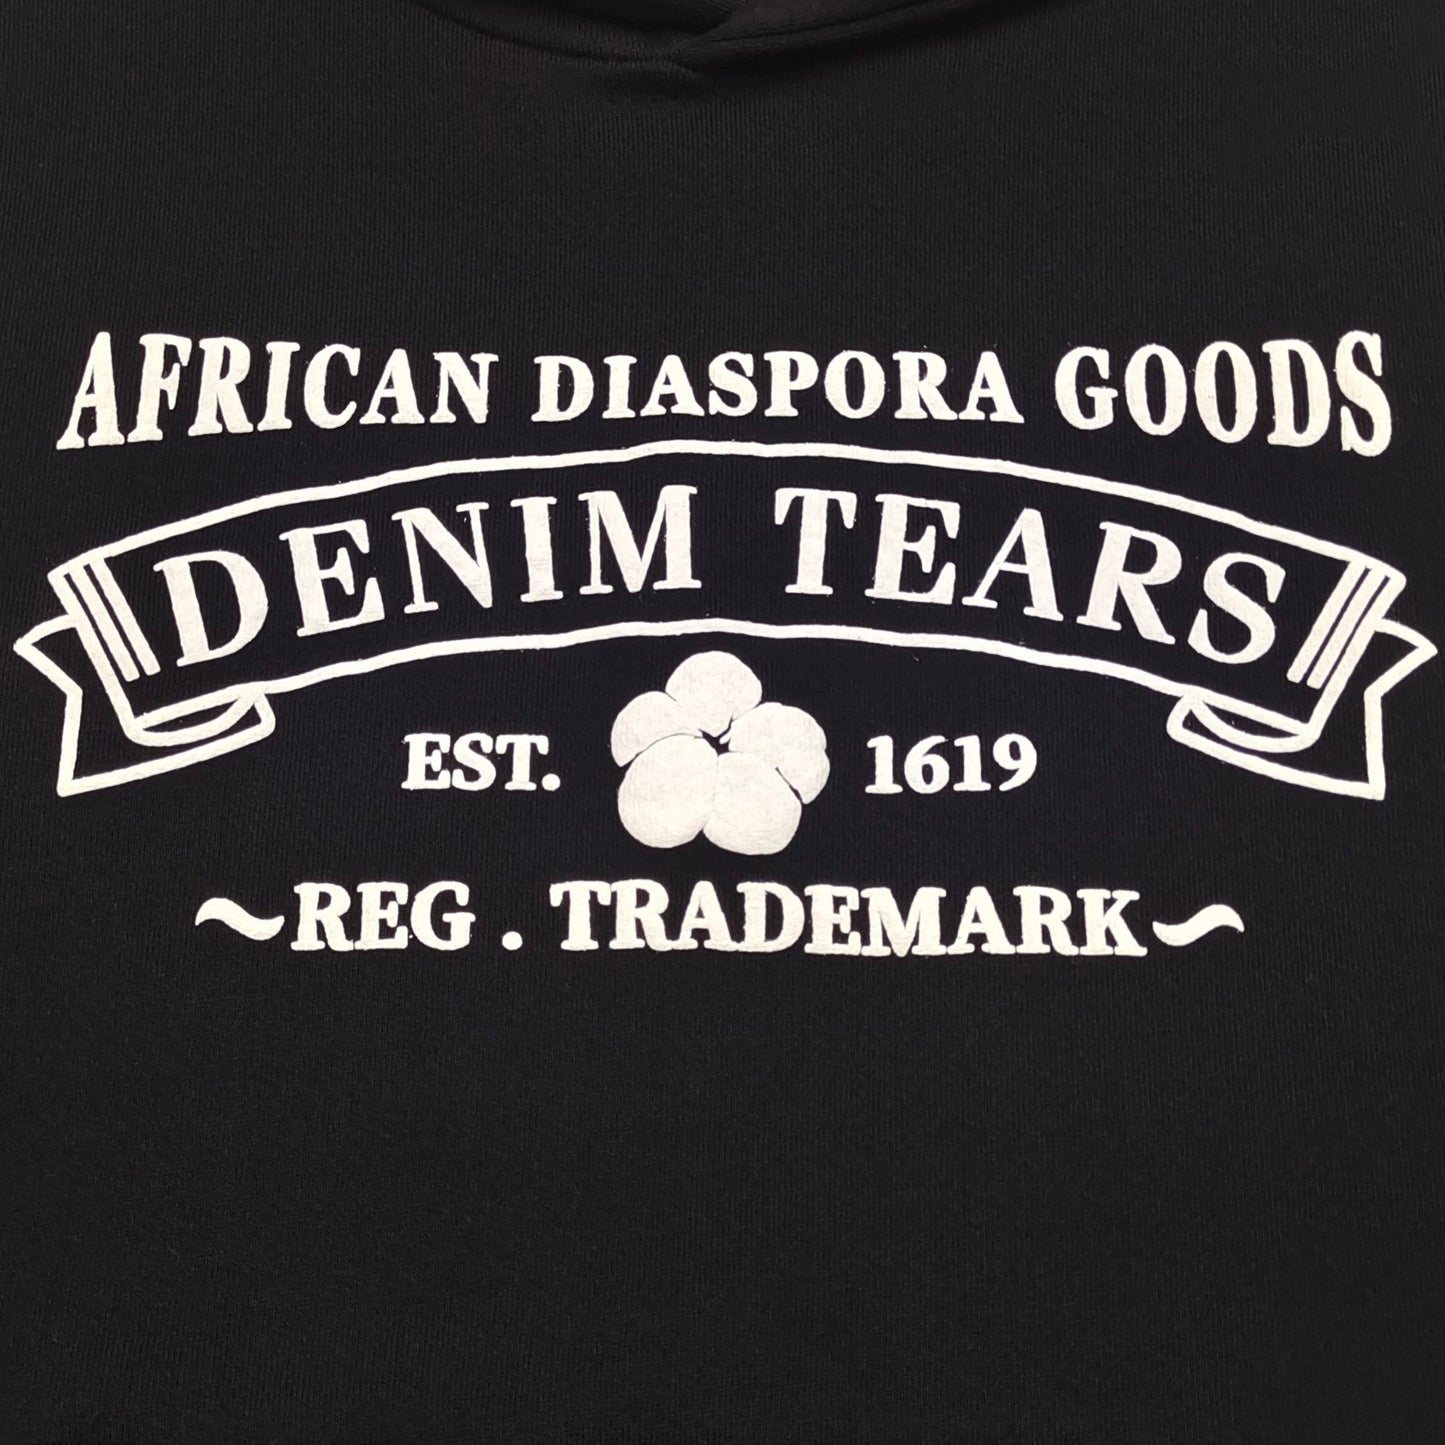 AFRICAN DIASPORA GOODS
DENIM TEARS
EST. 1619
~REG . TRADEMARK~